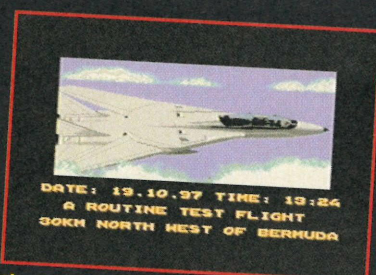 DATE: 19.10.97 TIME: 13:24
A ROUTINE TEST FLIGHT
30KM NORTH WEST OF BERMUDA